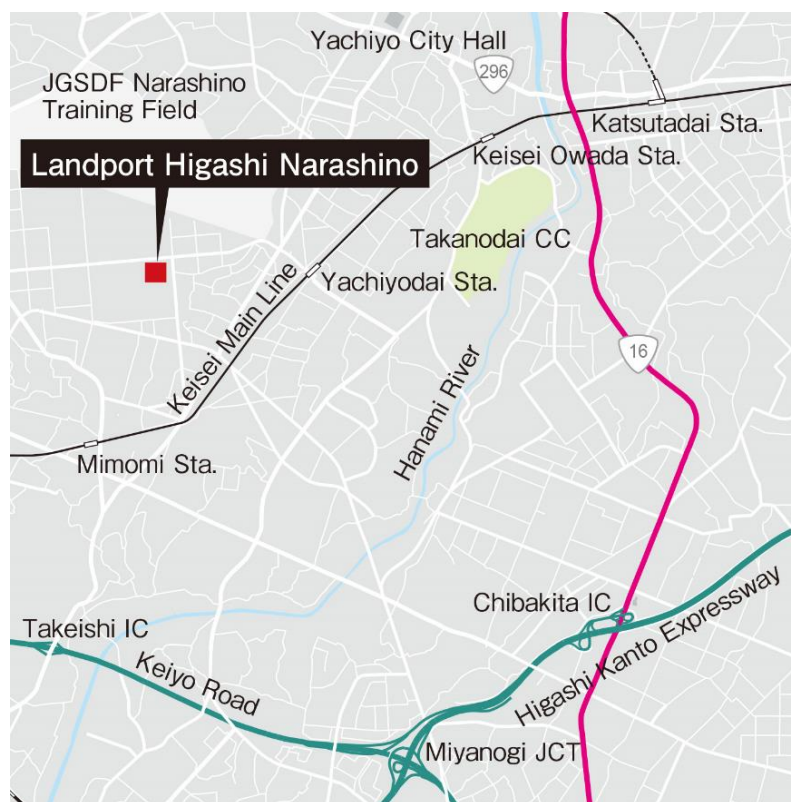 Yachiyo City Hall
296
JGSDF Narashino
Training Field
Katsutadai Sta.
Keisei Owada Sta.
Landport Higashi Narashino
Takanodai CC
Yachiyodai Sta.
Keisei Main Line
16
Hanami River
Mimomi Sta.
Chibakita IC
Takeishi IC
Higashi Kanto Expressway
Keiyo Road
Miyanogi JCT